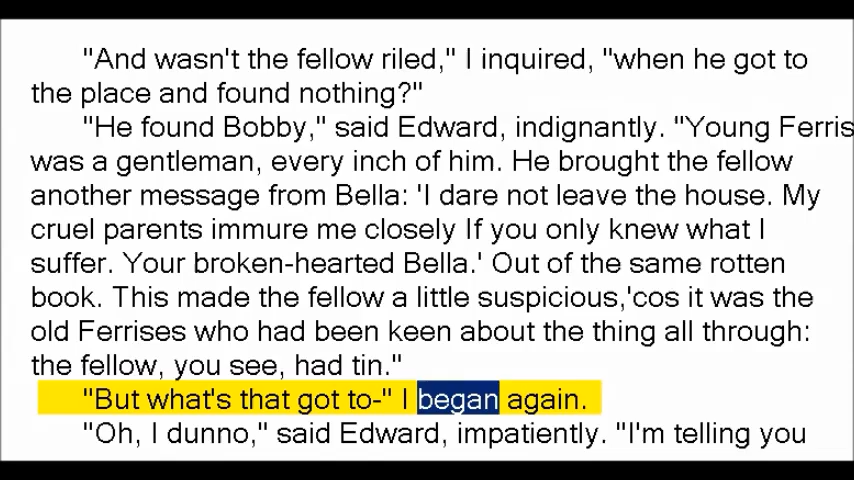 "And wasn't the fellow riled," I inquired, "when he got to
the place and found nothing?"
"He found Bobby," said Edward, indignantly. "Young Ferris
was a gentleman, every inch of him. He brought the fellow
another message from Bella: 'I dare not leave the house. My
cruel parents immure me closely If you only knew what I
suffer. Your broken-hearted Bella.' Out of the same rotten
book. This made the fellow a little suspicious,'cos it was the
old Ferrises who had been keen about the thing all through:
the fellow, you see, had tin."
"But what's that got to-" I began again.
"Oh, I dunno," said Edward, impatiently. "I'm telling you